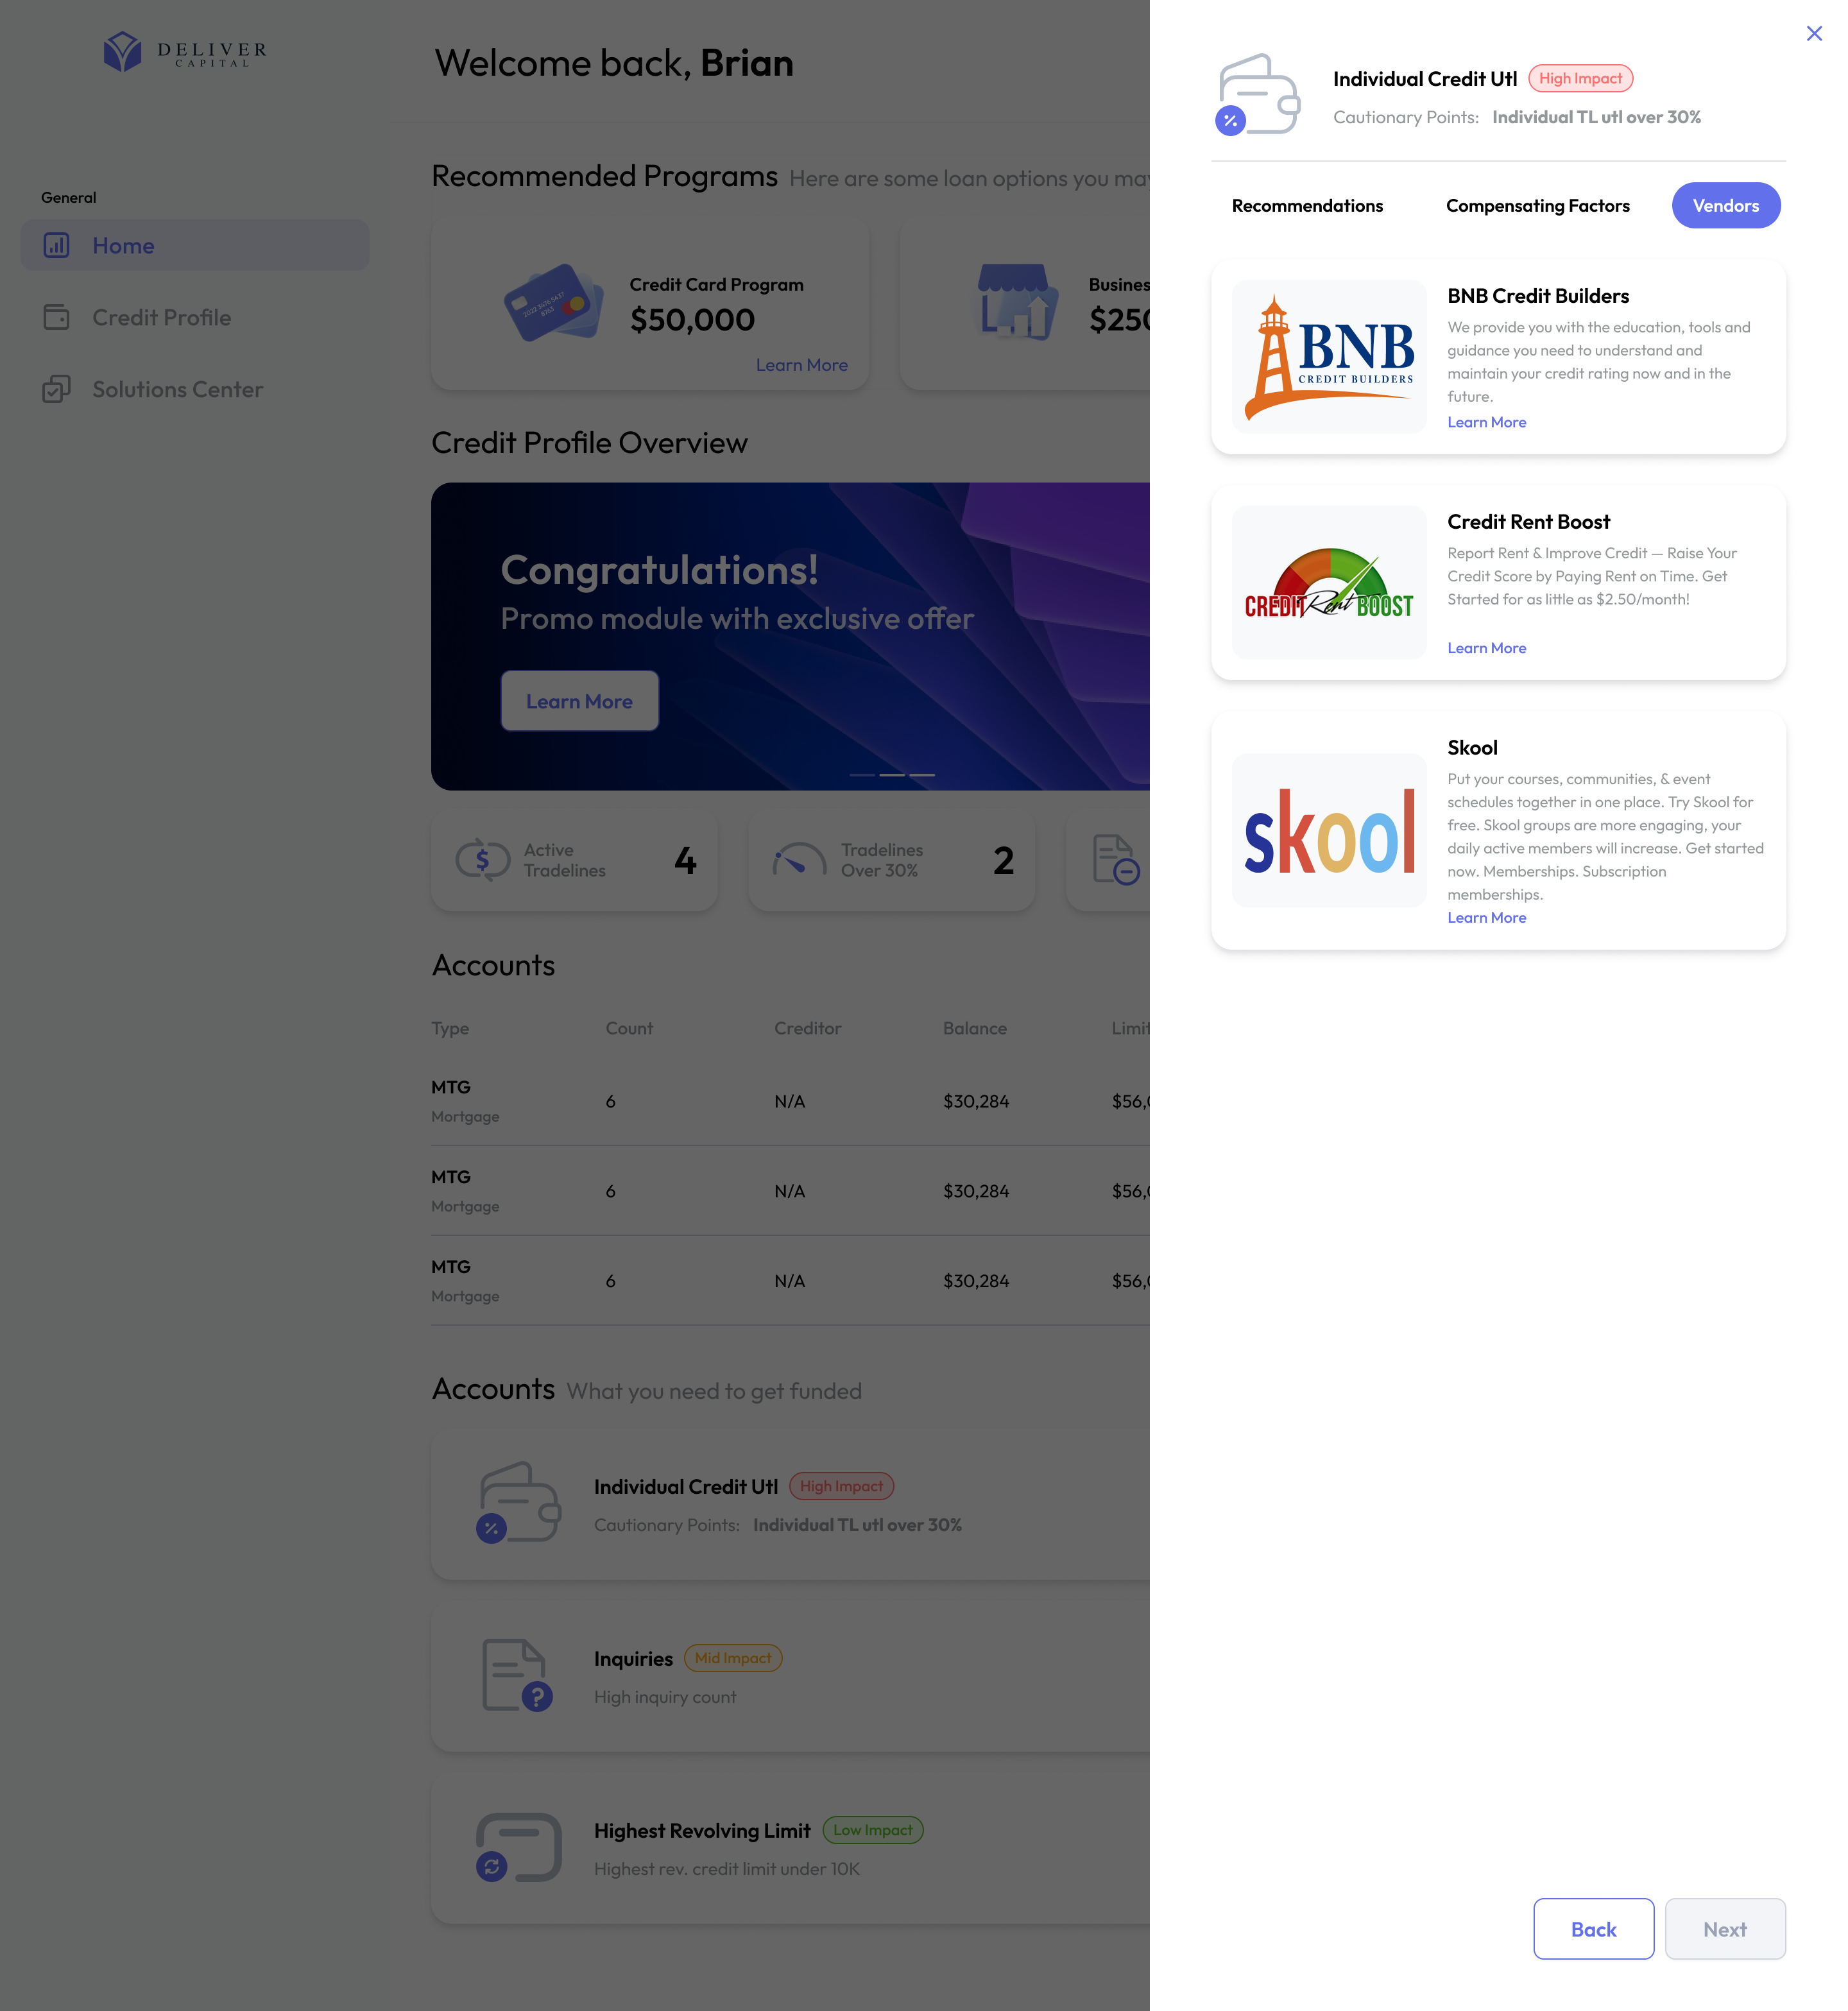 DELIVER
CAPITAL
General
Home
Credit Profile
Solutions Center
Welcome back, Brian
Recommended Programs Here are some loan options you may
Credit Card Program
$50,000
Learn More
Busines
$250
Credit Profile Overview
Congratulations!
Promo module with exclusive offer
Learn More
Active
Tradelines
4
Tradelines
Over 30%
2
Accounts
Type Count Creditor Balance Limit
MTG
Mortgage
6 N/A $30,284 $56,0
MTG
Mortgage
6 N/A $30,284 $56,0
MTG
Mortgage
6 N/A $30,284 $56,0
Accounts What you need to get funded
Individual Credit Utl High Impact
Cautionary Points: Individual TL utl over 30%
Inquiries Mid Impact
High inquiry count
Highest Revolving Limit Low Impact
Highest rev. credit limit under 10K
Individual Credit Utl High Impact
Cautionary Points: Individual TL utl over 30%
Recommendations Compensating Factors Vendors
BNB
CREDIT BUILDERS
BNB Credit Builders
We provide you with the education, tools and
guidance you need to understand and
maintain your credit rating now and in the
future.
Learn More
CREDIT Rent BOOST
Credit Rent Boost
Report Rent & Improve Credit — Raise Your
Credit Score by Paying Rent on Time. Get
Started for as little as $2.50/month!
Learn More
skool
Skool
Put your courses, communities, & event
schedules together in one place. Try Skool for
free. Skool groups are more engaging, your
daily active members will increase. Get started
now. Memberships. Subscription
memberships.
Learn More
Back Next